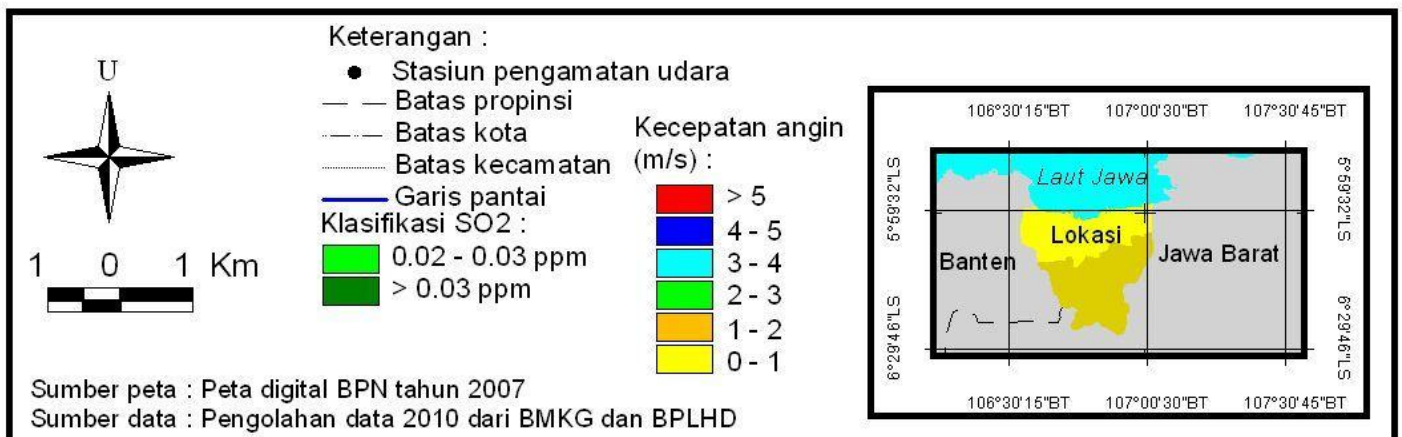 U
1 0 1 Km
Keterangan :
Stasiun pengamatan udara
Batas propinsi
Batas kota
Batas kecamatan
Garis pantai
Klasifikasi SO2 :
0.02 - 0.03 ppm
> 0.03 ppm
Kecepatan angin
(m/s) :
> 5
4 - 5
3 - 4
2 - 3
1 - 2
0 - 1
106°30'15"BT 107°00'30"BT 107°30'45"BT
5°59'32"LS
5°59'32"LS
Laut Jawa
Lokasi
Banten
Jawa Barat
6°29'46"LS
6°29'46"LS
106°30'15"BT 107°00'30"BT 107°30'45"BT
Sumber peta : Peta digital BPN tahun 2007
Sumber data : Pengolahan data 2010 dari BMKG dan BPLHD